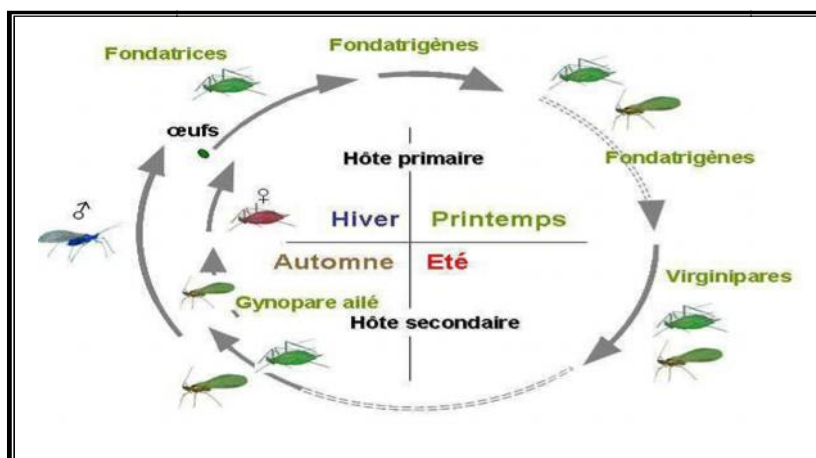 Fondatrices
Fondatrigènes
œufs
Hôte primaire
Fondatrigènes
♂
♀
Hiver
Printemps
Automne
Eté
Virginipares
Gynopare ailé
Hôte secondaire